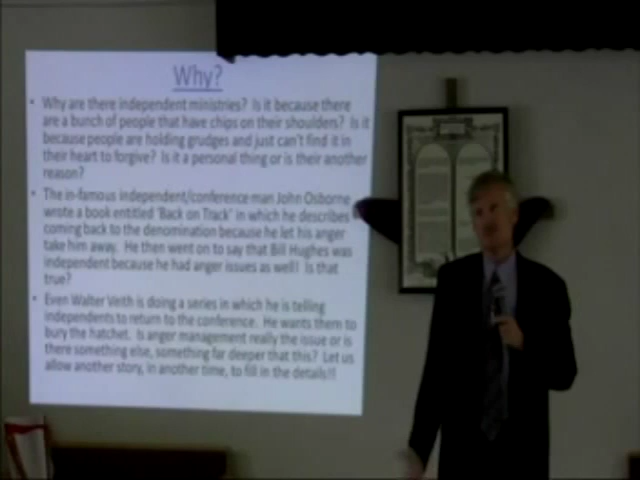 Why?
• Why are there independent ministries? Is it because there
are a bunch of people that have chips on their shoulders? Is it
because people are holding grudges and just can't find it in
their heart to forgive? Is it a personal thing or is their another
reason?
• The in-famous independent/conference man John Osborne
wrote a book entitled 'Back on Track' in which he describes
coming back to the denomination because he let his anger
take him away. He then went on to say that Bill Hughes was
independent because he had anger issues as well! Is that
true?
• Even Walter Veith is doing a series in which he is telling
independents to return to the conference. He wants them to
bury the hatchet. Is anger management really the issue or is
there something else, something far deeper that this? Let us
allow another story, in another time, to fill in the details!!